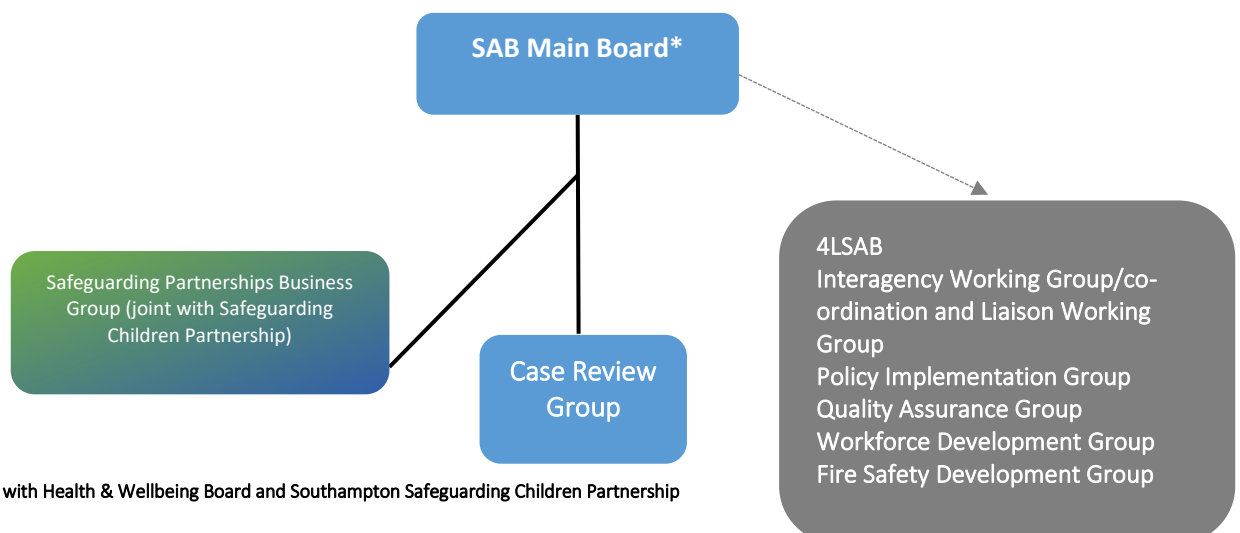 SAB Main Board*
Safeguarding Partnerships Business
Group (joint with Safeguarding
Children Partnership)
Case Review
Group
4LSAB
Interagency Working Group/co-
ordination and Liaison Working
Group
Policy Implementation Group
Quality Assurance Group
Workforce Development Group
Fire Safety Development Group
with Health & Wellbeing Board and Southampton Safeguarding Children Partnership